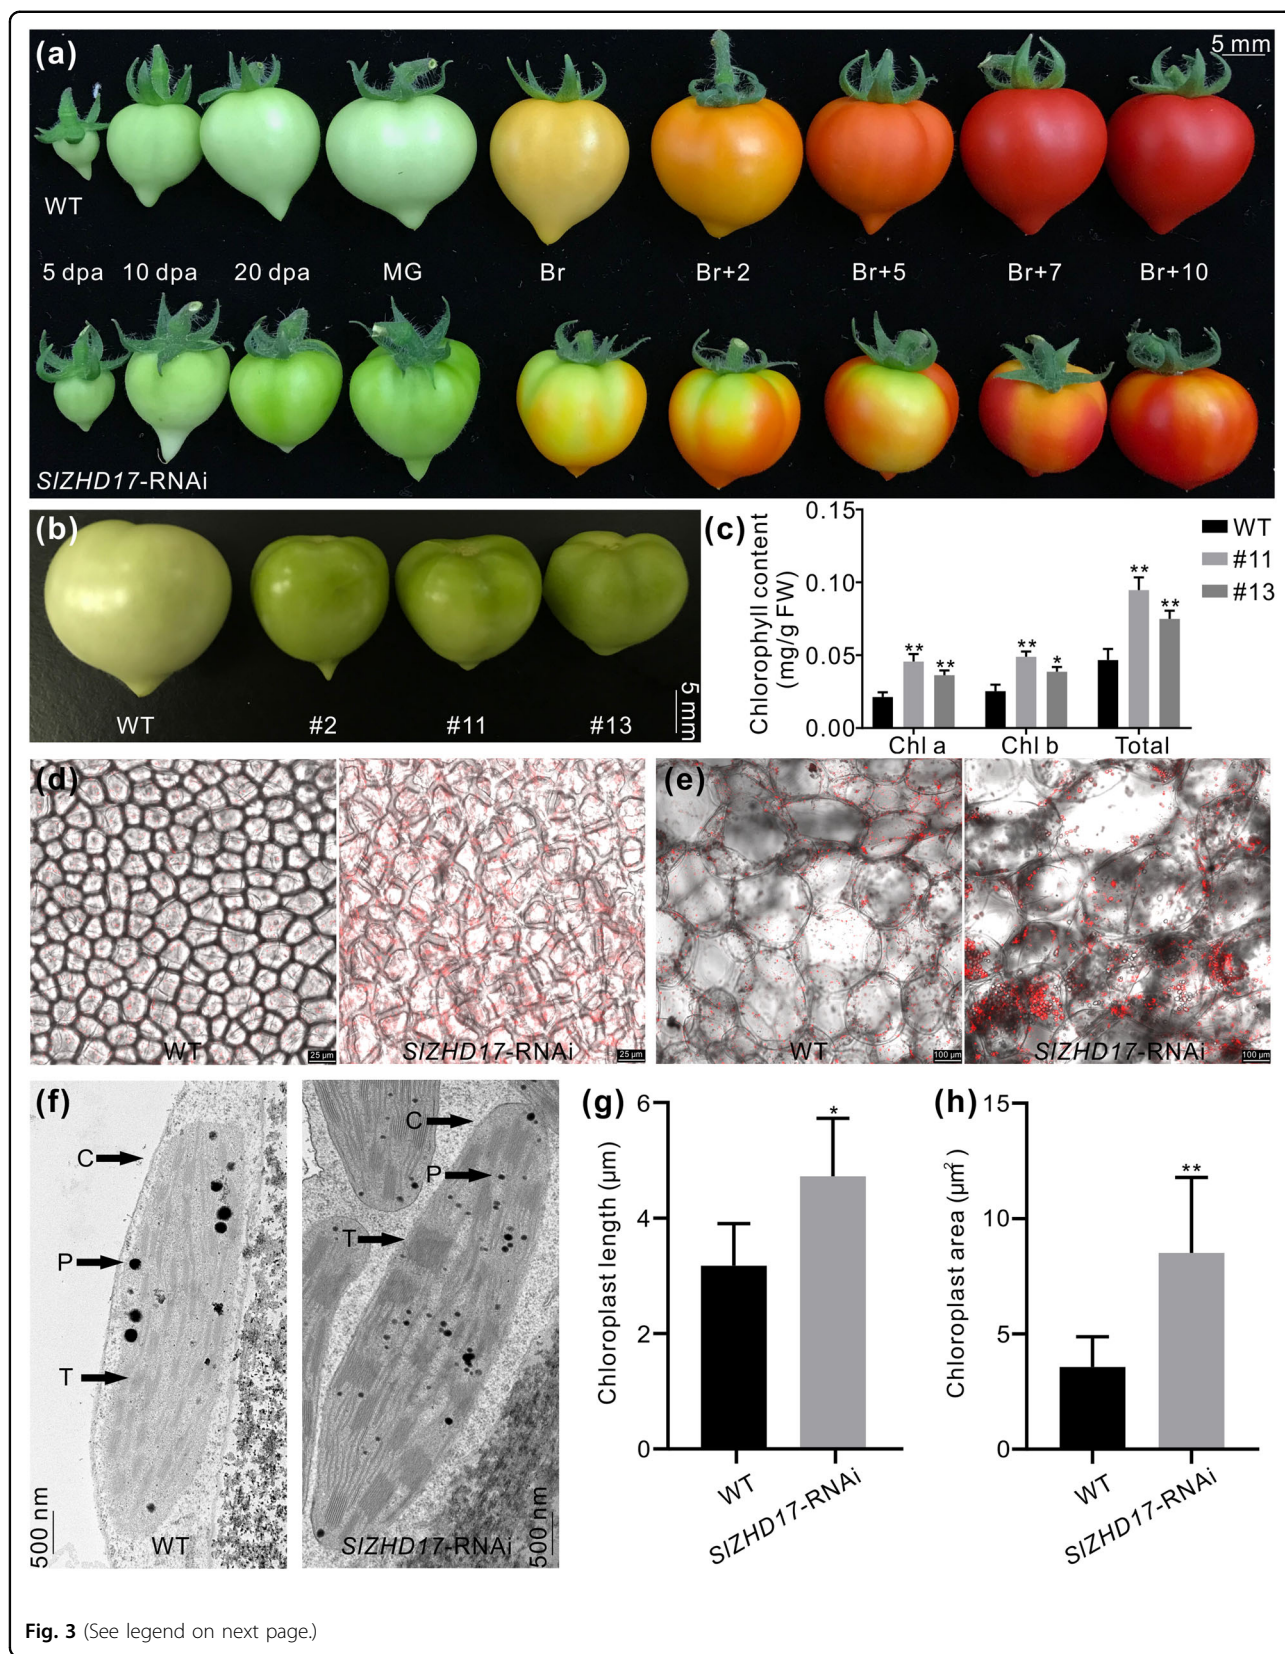 (a)
5 mm
WT
5 dpa 10 dpa 20 dpa MG Br Br+2 Br+5 Br+7 Br+10
SlZHD17-RNAi
(b)
WT #2 #11 #13
5 mm
(c)
Chlorophyll content
(mg/g FW)
0.15
0.10
0.05
0.00
** ** ** * ** **
Chl a Chl b Total
WT
#11
#13
(d)
WT
25 µm
SlZHD17-RNAi
25 µm
(e)
WT
100 µm
SlZHD17-RNAi
100 µm
(f)
C
P
T
500 nm
WT
C
P
T
SlZHD17-RNAi
500 nm
(g)
Chloroplast length (µm)
6
4
2
0
*
WT
SlZHD17-RNAi
(h)
Chloroplast area (µm²)
15
10
5
0
**
WT
SlZHD17-RNAi
Fig. 3 (See legend on next page.)